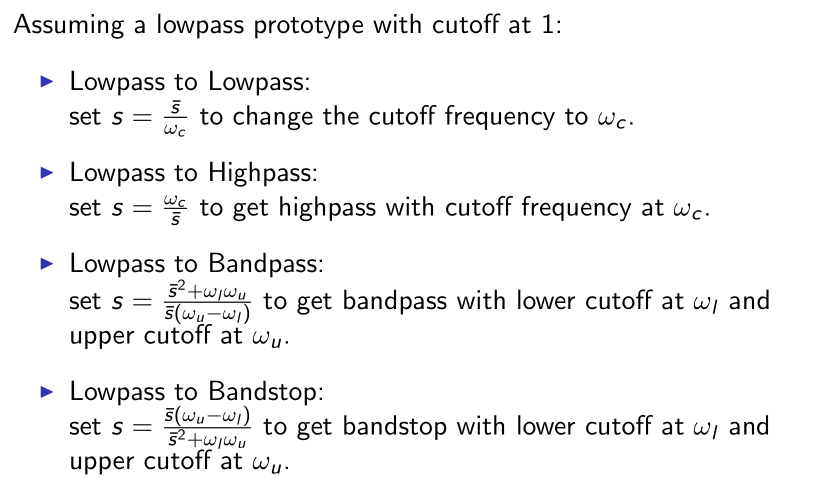 Assuming a lowpass prototype with cutoff at 1:
▶ Lowpass to Lowpass:
set $s = \frac{\bar{s}}{\omega_c}$ to change the cutoff frequency to $\omega_c$.
▶ Lowpass to Highpass:
set $s = \frac{\omega_c}{\bar{s}}$ to get highpass with cutoff frequency at $\omega_c$.
▶ Lowpass to Bandpass:
set $s = \frac{\bar{s}^2+\omega_l\omega_u}{\bar{s}(\omega_u-\omega_l)}$ to get bandpass with lower cutoff at $\omega_l$ and
upper cutoff at $\omega_u$.
▶ Lowpass to Bandstop:
set $s = \frac{\bar{s}(\omega_u-\omega_l)}{\bar{s}^2+\omega_l\omega_u}$ to get bandstop with lower cutoff at $\omega_l$ and
upper cutoff at $\omega_u$.